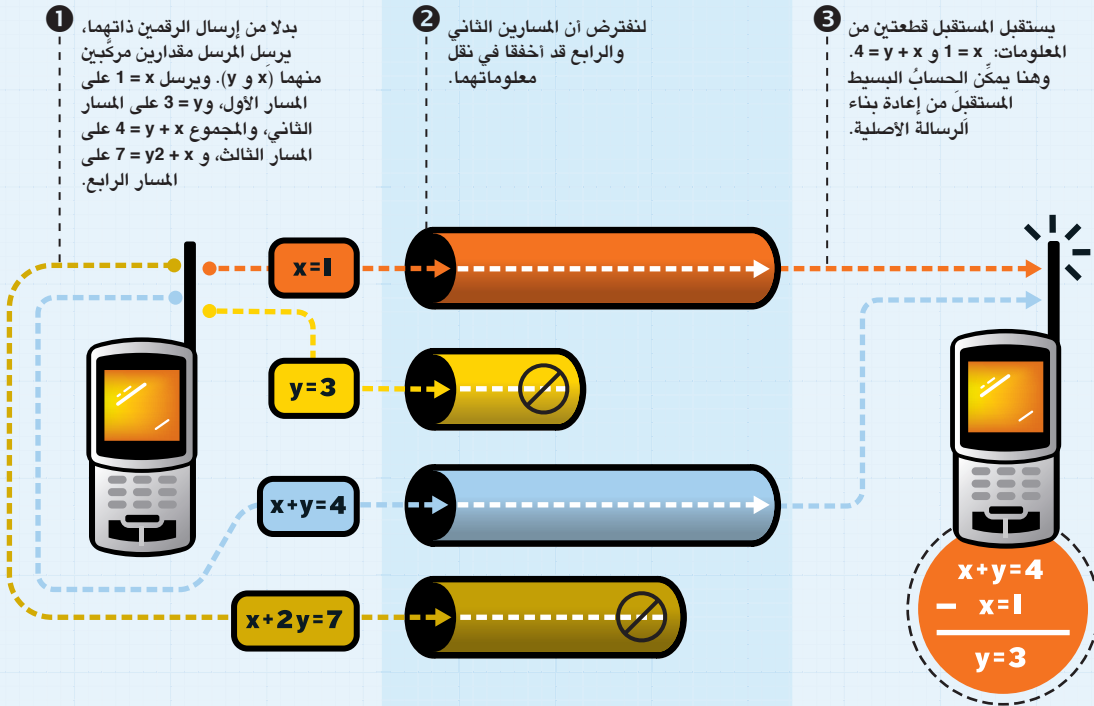 1
بدلا من إرسال الرقمين ذاتهما،
يرسل المرسل مقدارين مركَّبين
منهما (x و y). ويرسل x = 1 على
المسار الأول، وy = 3 على المسار
الثاني، والمجموع x + y = 4 على
المسار الثالث، و x + y2 = 7 على
المسار الرابع.
2
لنفترض أن المسارين الثاني
والرابع قد أخفقا في نقل
معلوماتهما.
3
يستقبل المستقبل قطعتين من
المعلومات: x = 1 و x + y = 4.
وهنا يمكِّن الحسابُ البسيط
المستقبلَ من إعادة بناء
الرسالة الأصلية.
x=1
y=3
x+y=4
x+2y=7
x+y=4
– x=1
y=3